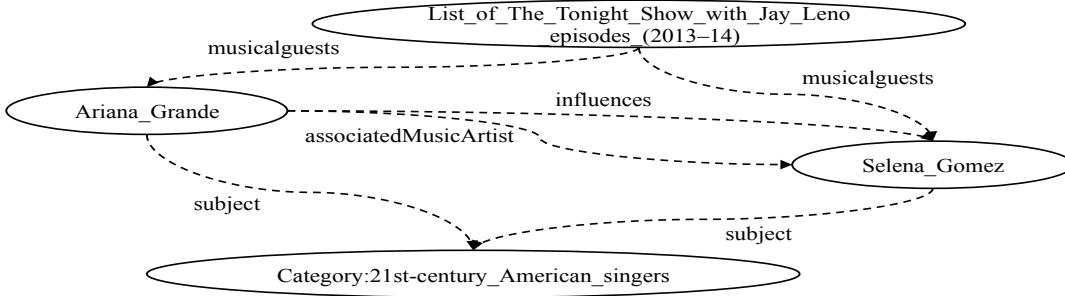 List_of_The_Tonight_Show_with_Jay_Leno
_episodes_(2013–14)
musicalguests
musicalguests
Ariana_Grande
influences
associatedMusicArtist
Selena_Gomez
subject
subject
Category:21st-century_American_singers